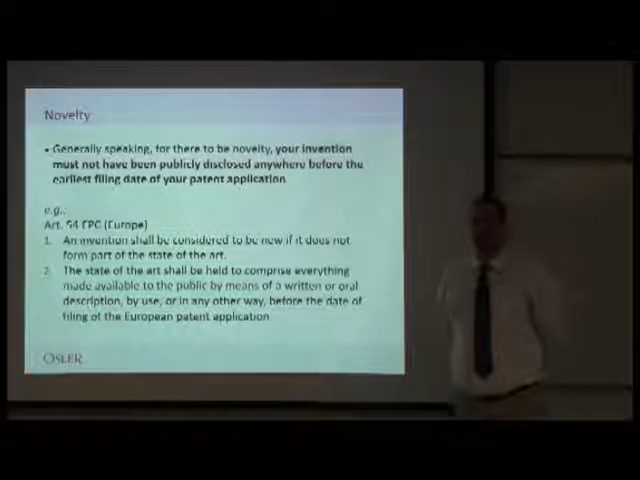 Novelty
• Generally speaking, for there to be novelty, your invention
must not have been publicly disclosed anywhere before the
earliest filing date of your patent application
e.g.:
Art. 54 EPC (Europe)
1. An invention shall be considered to be new if it does not
form part of the state of the art.
2. The state of the art shall be held to comprise everything
made available to the public by means of a written or oral
description, by use, or in any other way, before the date of
filing of the European patent application
OSLER